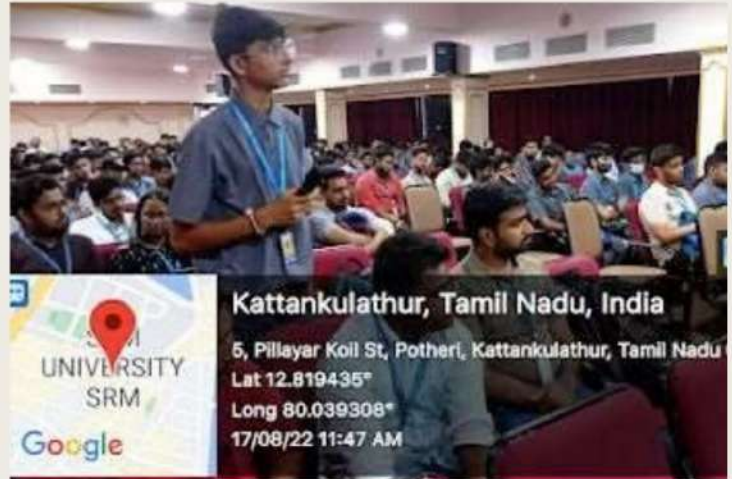 Kattankulathur, Tamil Nadu, India
5, Pillayar Koil St, Potheri, Kattankulathur, Tamil Nadu
Lat 12.819435°
Long 80.039308°
17/08/22 11:47 AM
UNIVERSITY
SRM
Google